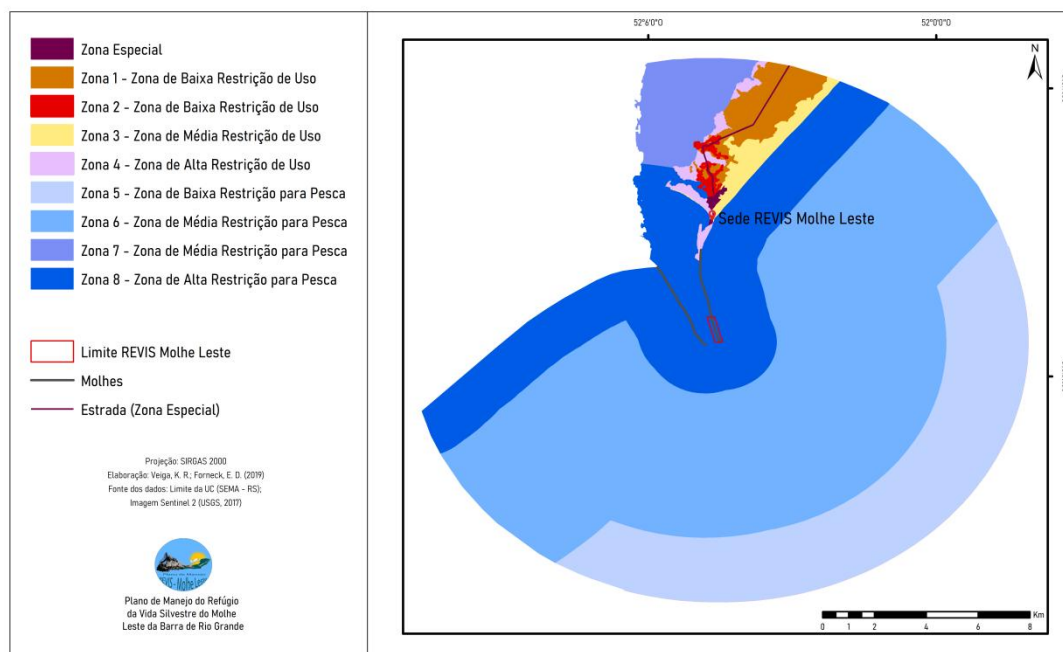 Zona Especial
Zona 1 - Zona de Baixa Restrição de Uso
Zona 2 - Zona de Baixa Restrição de Uso
Zona 3 - Zona de Média Restrição de Uso
Zona 4 - Zona de Alta Restrição de Uso
Zona 5 - Zona de Baixa Restrição para Pesca
Zona 6 - Zona de Média Restrição para Pesca
Zona 7 - Zona de Média Restrição para Pesca
Zona 8 - Zona de Alta Restrição para Pesca
Limite REVIS Molhe Leste
Molhes
Estrada (Zona Especial)
Projeção: SIRGAS 2000
Elaboração: Veiga, K. R.; Forneck, E. D. (2019)
Fonte dos dados: Limite da UC (SEMA – RS);
Imagem Sentinel 2 (USGS, 2017)
Plano de Manejo do Refúgio
da Vida Silvestre do Molhe
Leste da Barra de Rio Grande
52°6'0"O
52°0'0"O
N
Sede REVIS Molhe Leste
Km
0 1 2 4 6 8